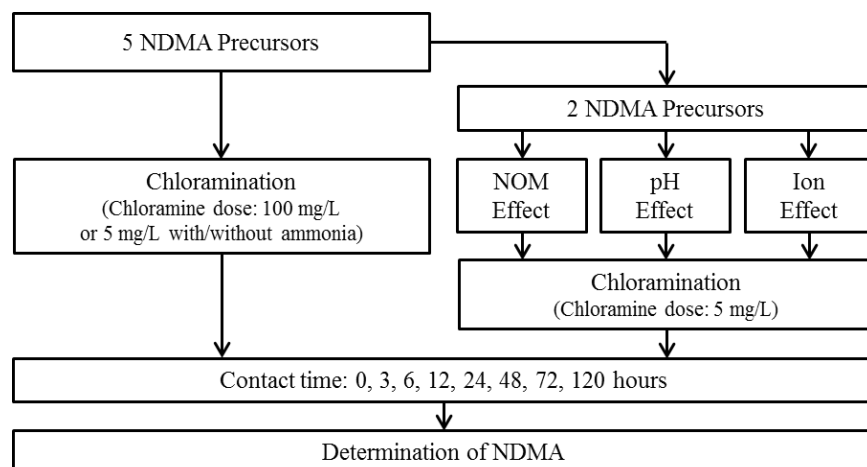 5 NDMA Precursors
2 NDMA Precursors
Chloramination
(Chloramine dose: 100 mg/L
or 5 mg/L with/without ammonia)
NOM
Effect
pH
Effect
Ion
Effect
Chloramination
(Chloramine dose: 5 mg/L)
Contact time: 0, 3, 6, 12, 24, 48, 72, 120 hours
Determination of NDMA